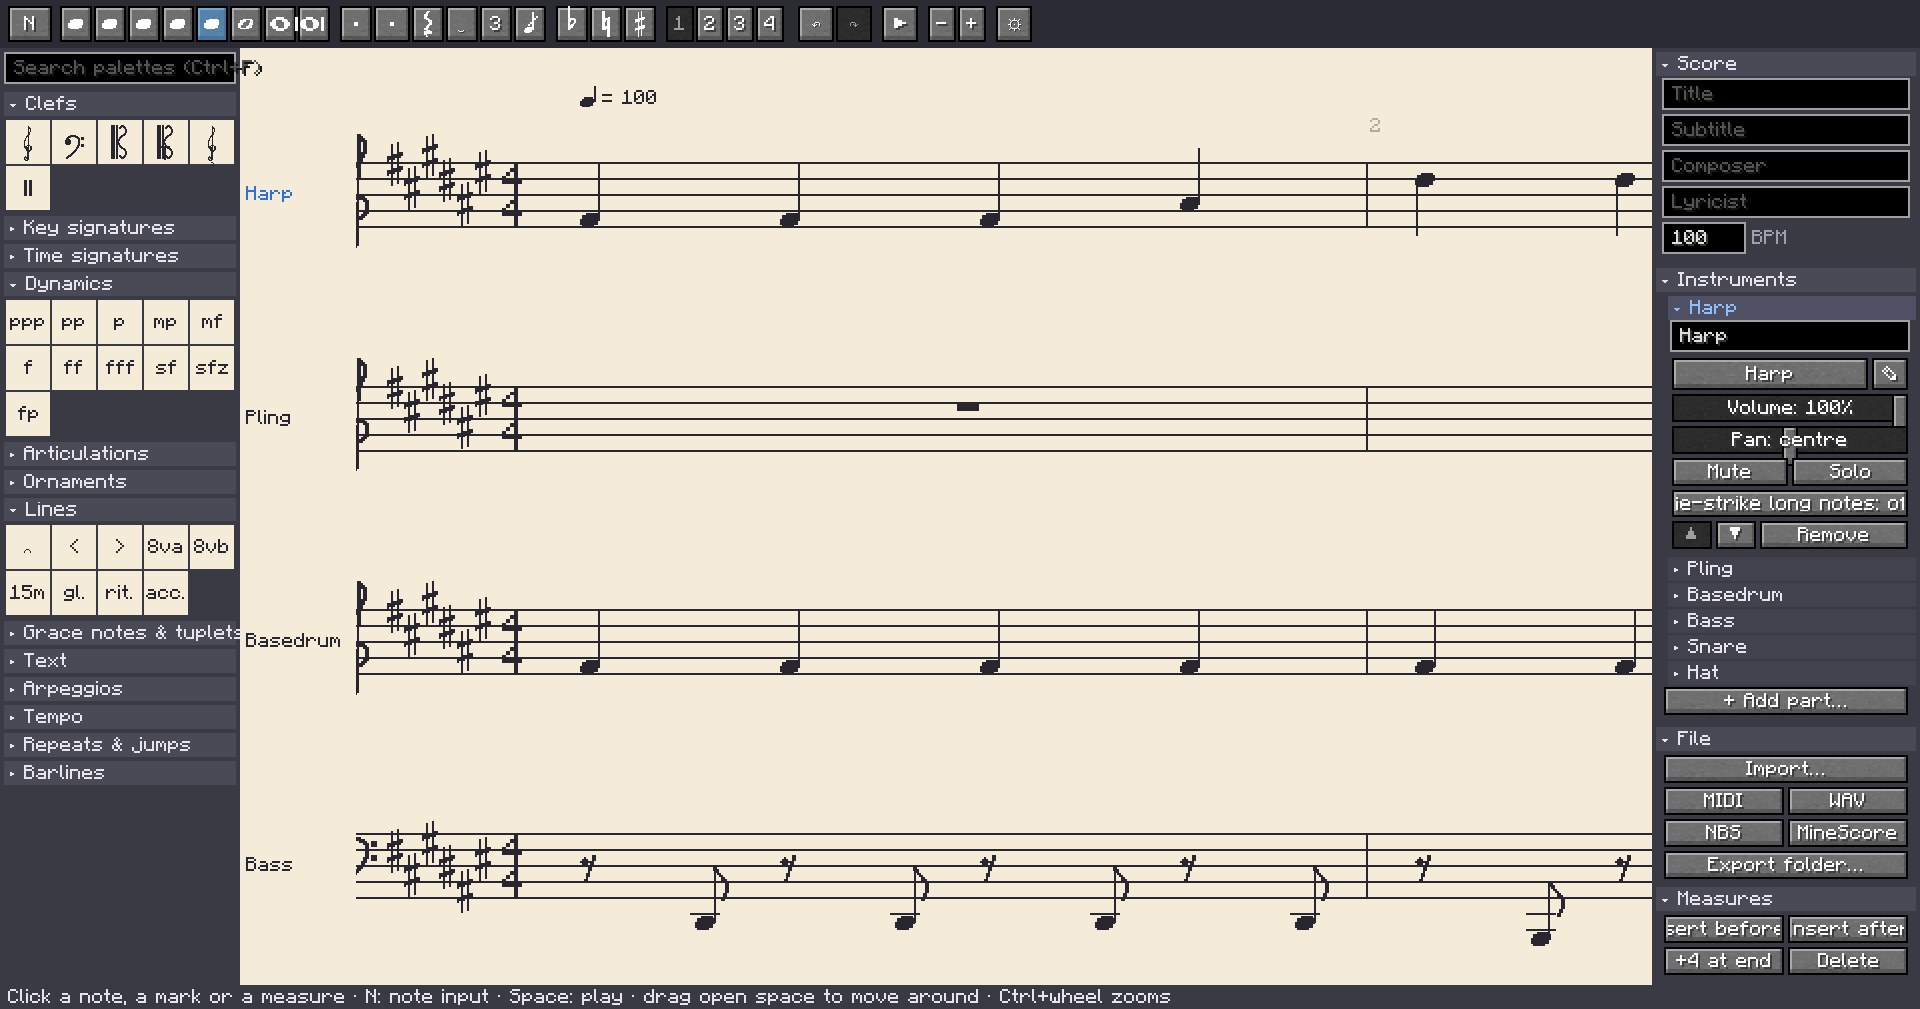 N 3 1 2 3 4 − +
Search palettes (Ctrl+F)
Clefs
Key signatures
Time signatures
Dynamics
ppp pp p mp mf
f ff fff sf sfz
fp
Articulations
Ornaments
Lines
< > 8va 8vb
15m gl. rit. acc.
Grace notes & tuplets
Text
Arpeggios
Tempo
Repeats & jumps
Barlines
= 100
2
Harp
Pling
Basedrum
Bass
Score
Title
Subtitle
Composer
Lyricist
100 BPM
Instruments
Harp
Harp
Harp
Volume: 100%
Pan: centre
Mute Solo
ie-strike long notes: of
Remove
Pling
Basedrum
Bass
Snare
Hat
+ Add part...
File
Import...
MIDI WAV
NBS MineScore
Export folder...
Measures
sert before nsert after
+4 at end Delete
Click a note, a mark or a measure · N: note input · Space: play · drag open space to move around · Ctrl+wheel zooms